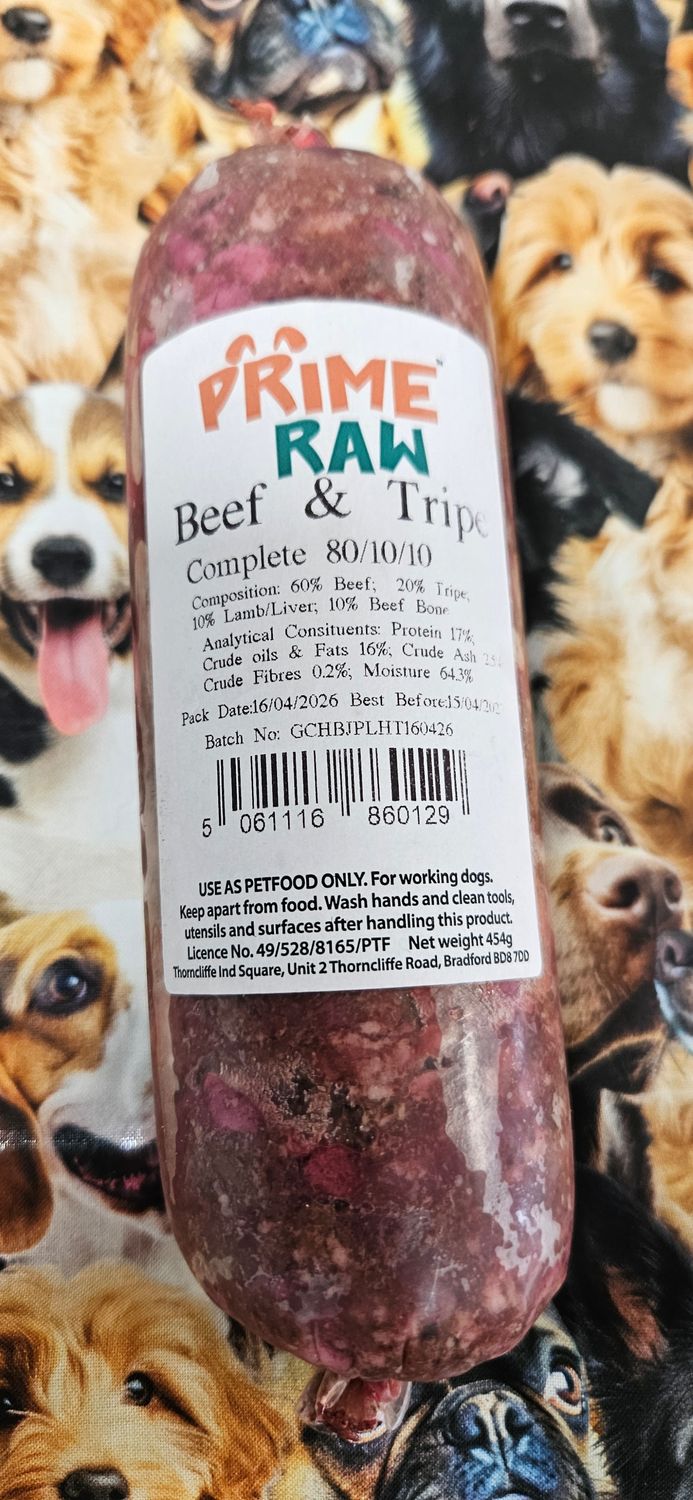 PRIME
RAW
Beef & Tripe
Complete 80/10/10
Composition: 60% Beef; 20% Tripe;
10% Lamb/Liver; 10% Beef Bone
Analytical Consituents: Protein 17%;
Crude oils & Fats 16%; Crude Ash
Crude Fibres 0.2%; Moisture 64.3%
Pack Date:16/04/2026 Best Before:15/04/
Batch No: GCHBJPLHT160426
5 061116 860129
USE AS PETFOOD ONLY. For working dogs.
Keep apart from food. Wash hands and clean tools,
utensils and surfaces after handling this product.
Licence No. 49/528/8165/PTF Net weight 454g
Thorncliffe Ind Square, Unit 2 Thorncliffe Road, Bradford BD8 7DD